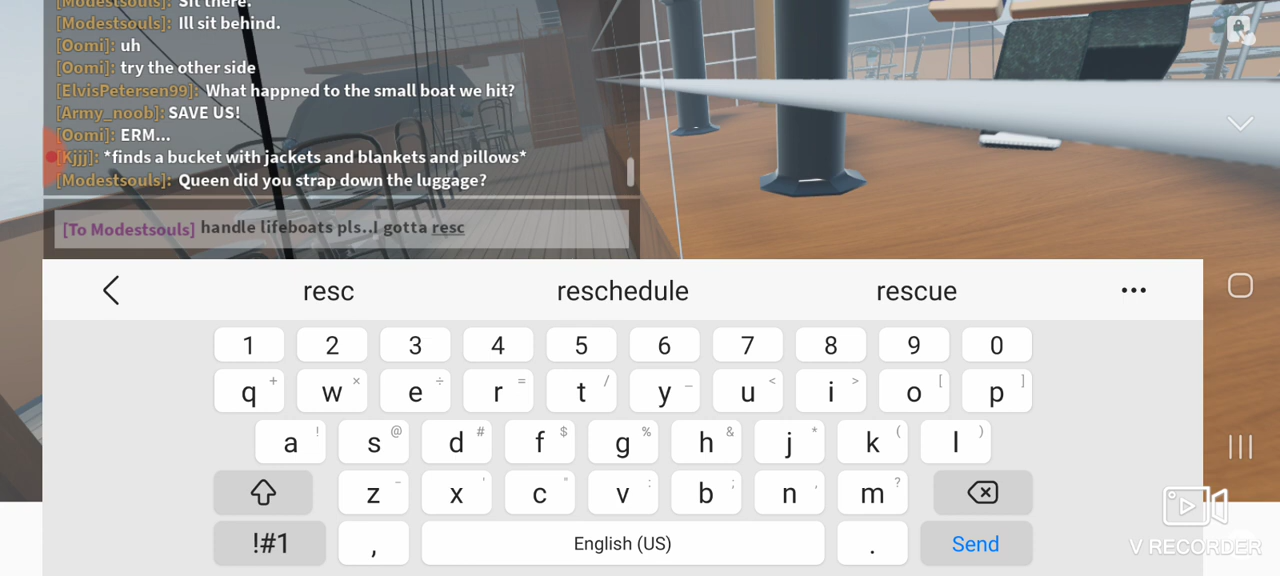 [Modestsouls]: Sit there.
[Modestsouls]: Ill sit behind.
[Oomi]: uh
[Oomi]: try the other side
[ElvisPetersen99]: What happned to the small boat we hit?
[Army_noob]: SAVE US!
[Oomi]: ERM...
[Kjjj]: *finds a bucket with jackets and blankets and pillows*
[Modestsouls]: Queen did you strap down the luggage?
[To Modestsouls] handle lifeboats pls..I gotta resc
resc reschedule rescue •••
1 2 3 4 5 6 7 8 9 0
q + w × e ÷ r = t / y _ u < i > o [ p ]
a ! s @ d # f $ g % h & j * k ( l )
z - x ' c " v : b ; n , m ?
!#1 , English (US) . Send
V RECORDER